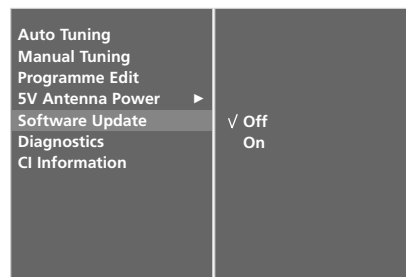 Auto Tuning
Manual Tuning
Programme Edit
5V Antenna Power ►
Software Update
Diagnostics
CI Information
√ Off
On